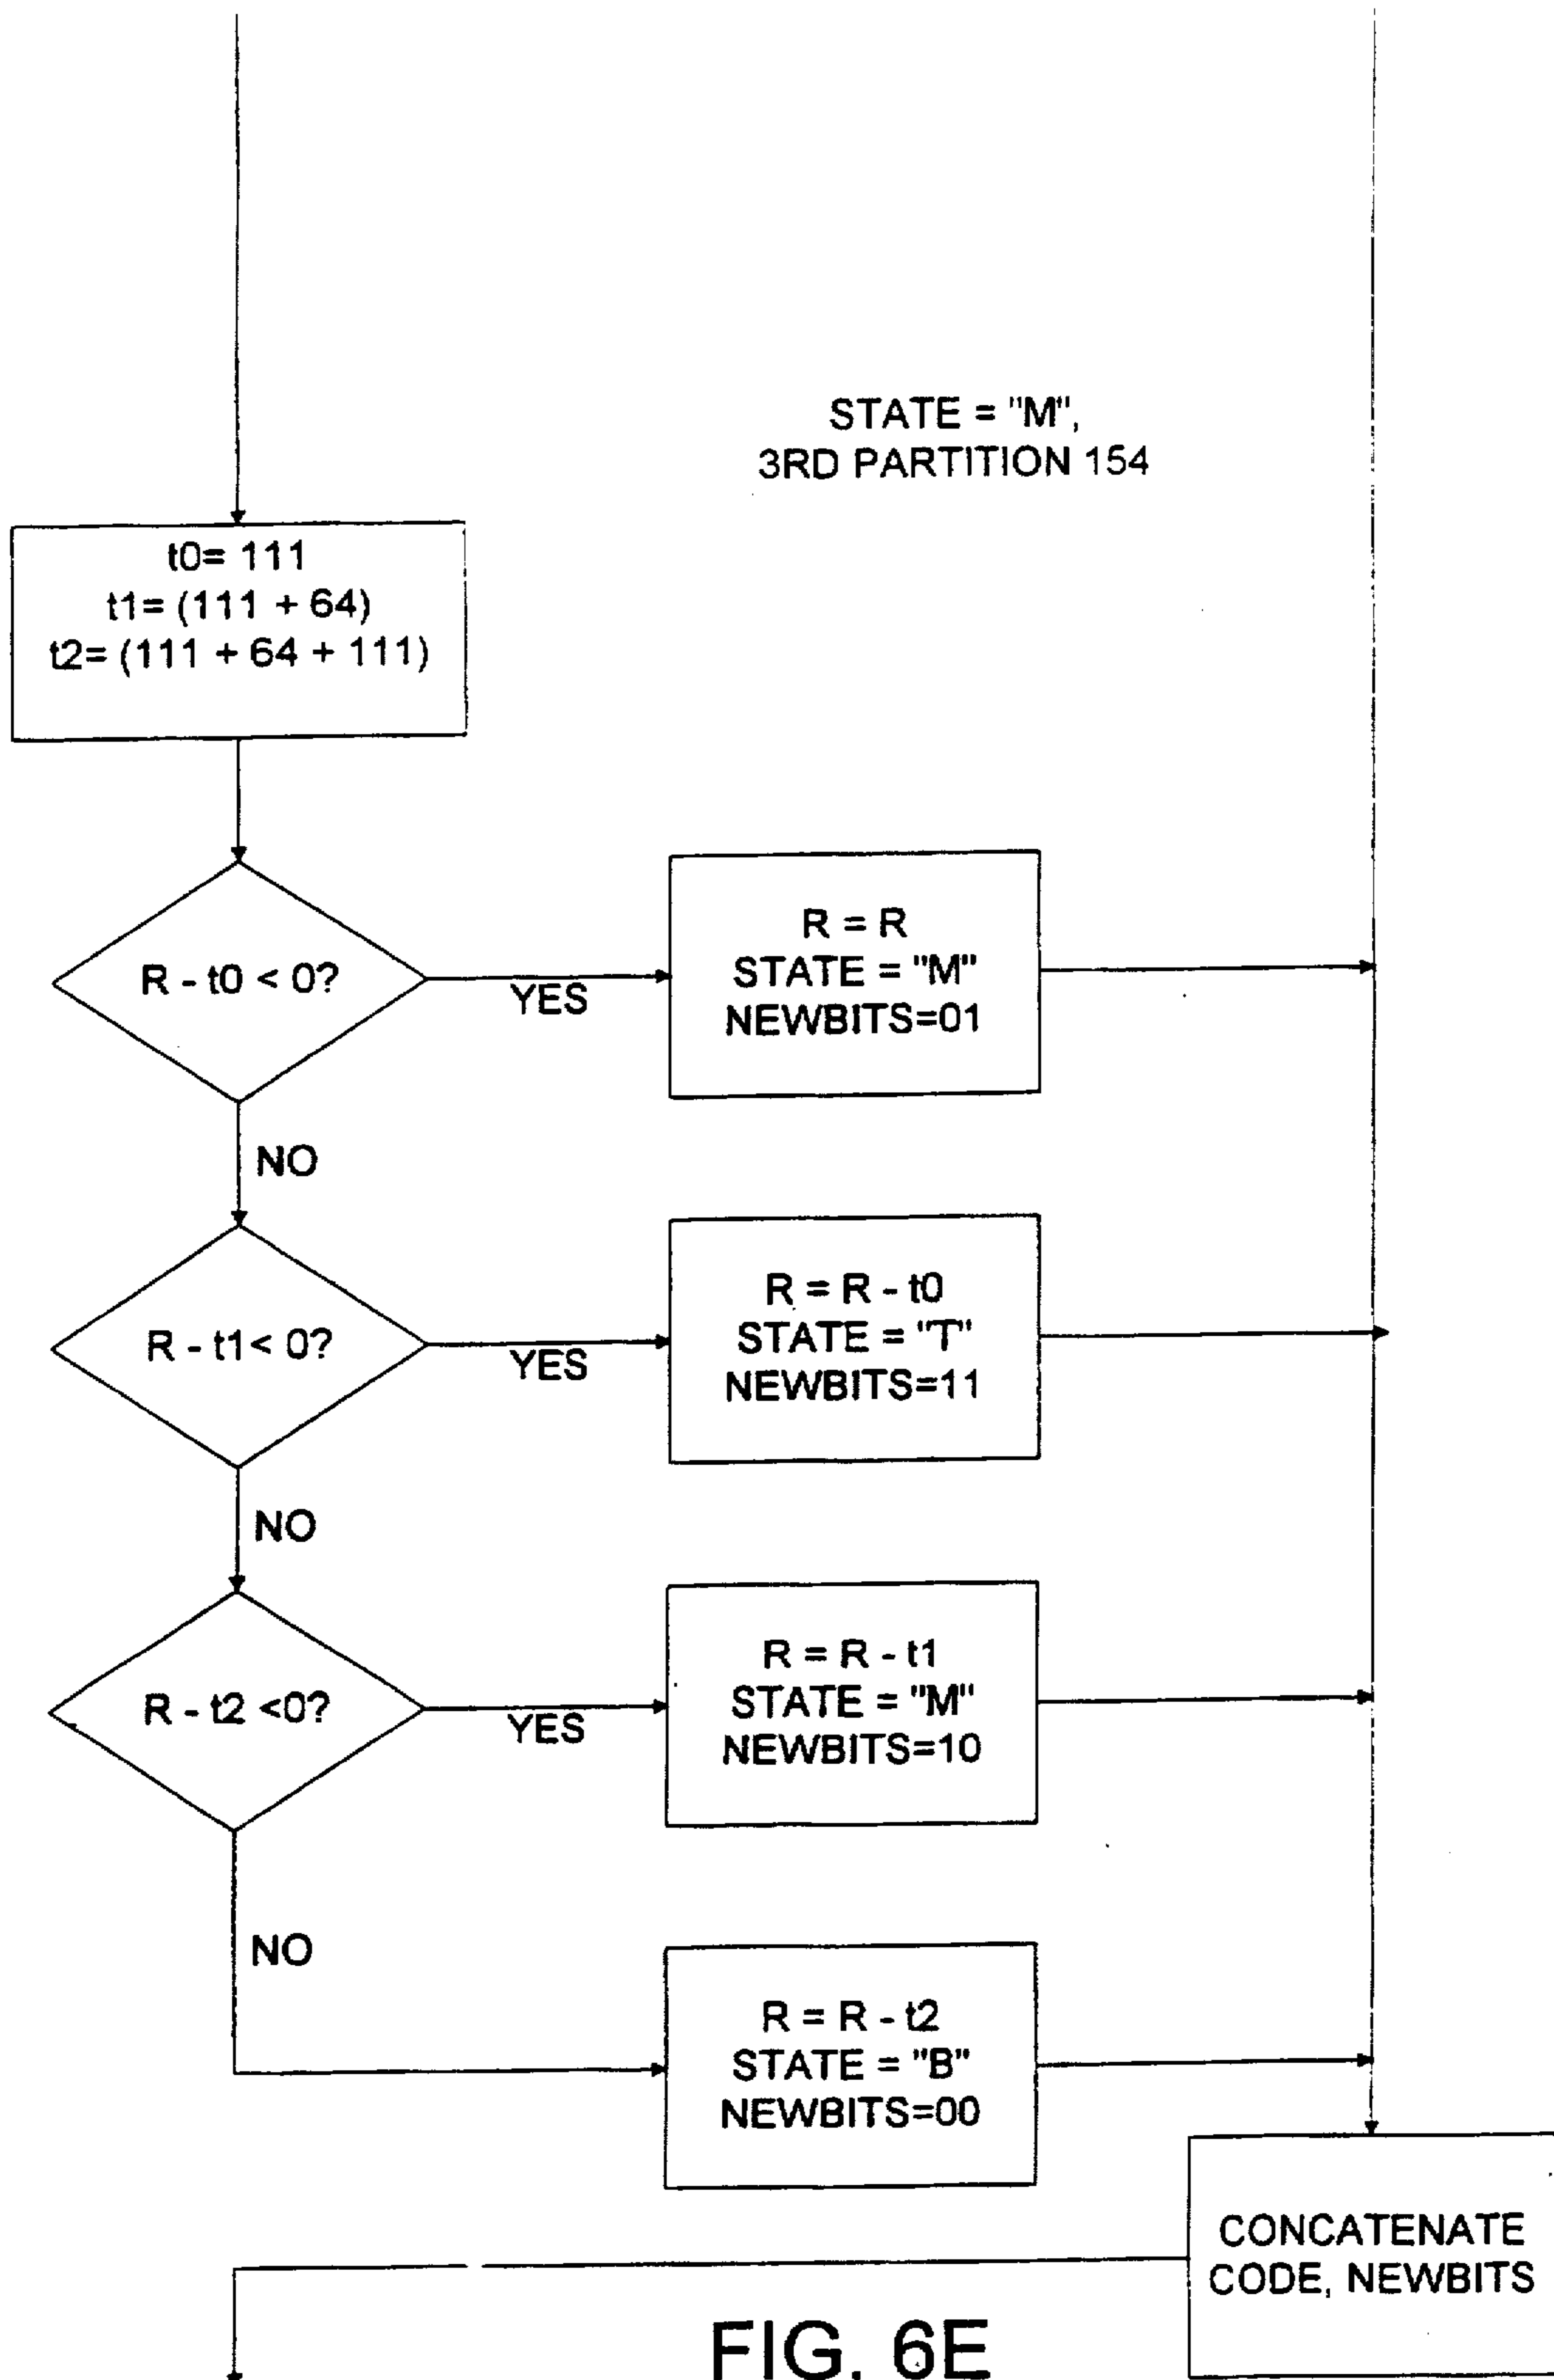 STATE = "M",
3RD PARTITION 154
t0= 111
t1= (111 + 64)
t2= (111 + 64 + 111)
R - t0 < 0?
YES
R = R
STATE = "M"
NEWBITS=01
NO
R - t1< 0?
YES
R = R - t0
STATE = "T"
NEWBITS=11
NO
R - t2 <0?
YES
R = R - t1
STATE = "M"
NEWBITS=10
NO
R = R - t2
STATE = "B"
NEWBITS=00
CONCATENATE
CODE, NEWBITS
FIG. 6E